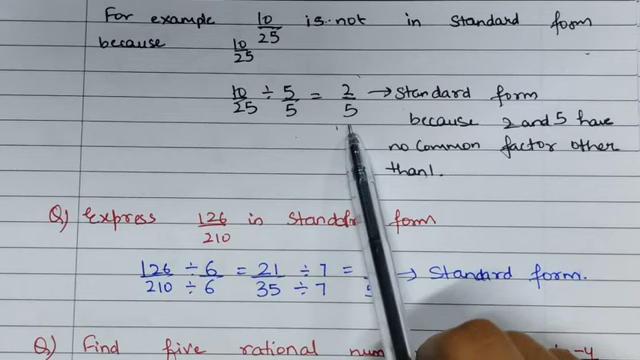 For example 10/25 is not in standard form
because 10/25
10/25 ÷ 5/5 = 2/5 → Standard form
because 2 and 5 have
no common factor other
than 1.
Q) Express 126/210 in standard form
126 ÷ 6 / 210 ÷ 6 = 21 ÷ 7 / 35 ÷ 7 = → Standard form.
Q) Find five rational